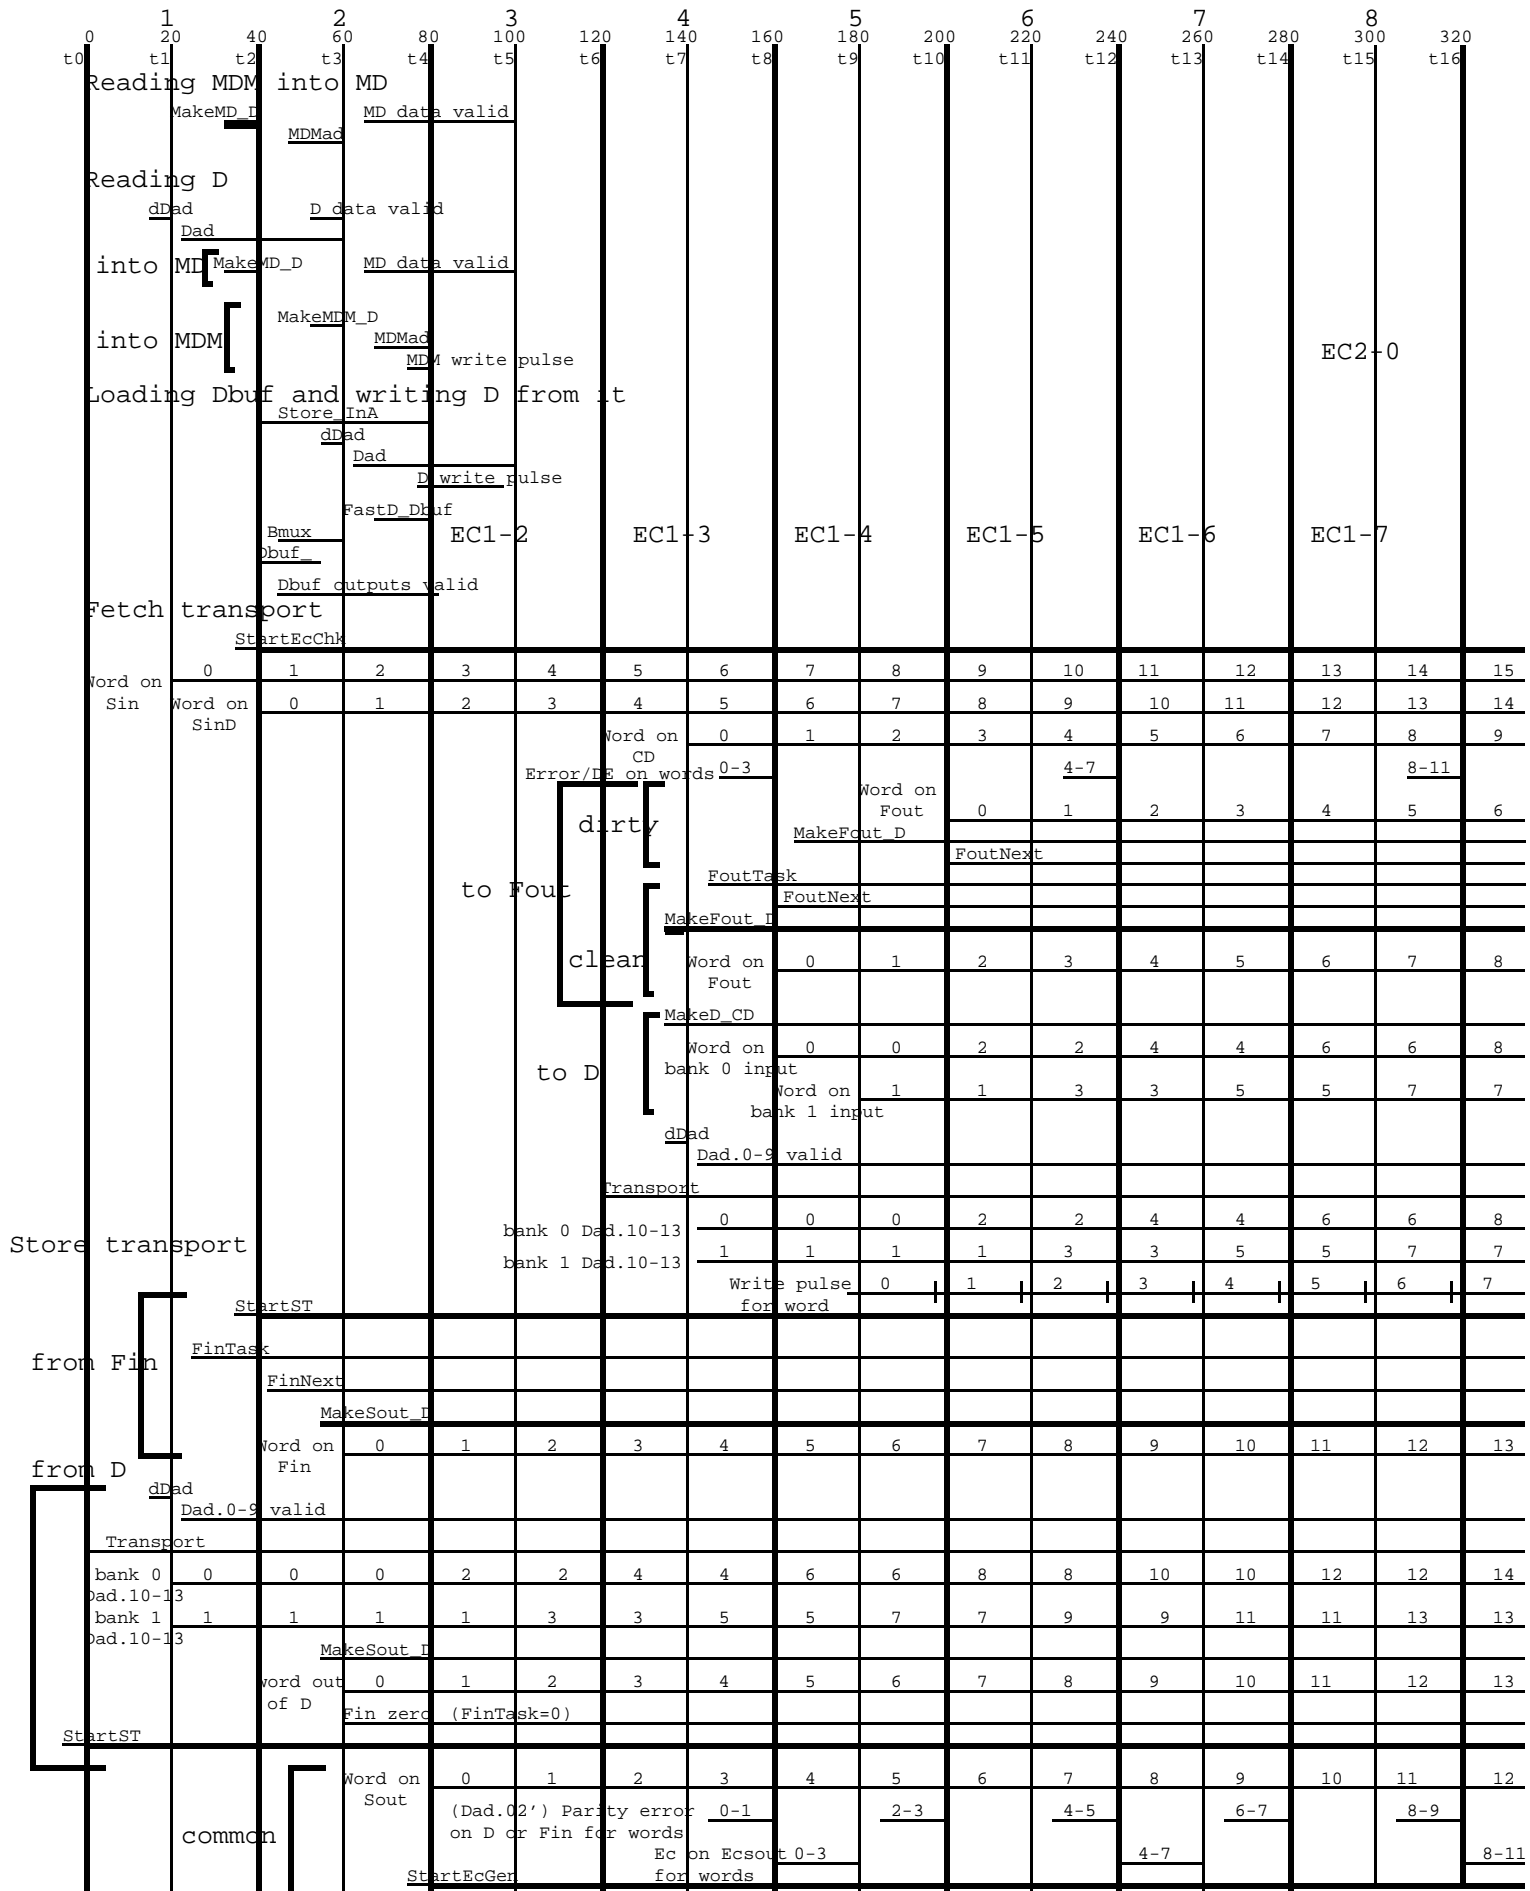 1 2 3 4 5 6 7 8
0 20 40 60 80 100 120 140 160 180 200 220 240 260 280 300 320
t0 t1 t2 t3 t4 t5 t6 t7 t8 t9 t10 t11 t12 t13 t14 t15 t16
Reading MDM into MD
MakeMD_D MD data valid
MDMad
Reading D
dDad D data valid
Dad
into MD MakeMD_D MD data valid
MakeMDM_D
into MDM MDMad
EC2-0
MDM write pulse
Loading Dbuf and writing D from it
Store_InA
dDad
Dad
D write pulse
FastD_Dbuf
Bmux EC1-2 EC1-3 EC1-4 EC1-5 EC1-6 EC1-7
Dbuf_
Dbuf outputs valid
Fetch transport
StartEcChk
0 1 2 3 4 5 6 7 8 9 10 11 12 13 14 15
Word on
Sin
Word on 0 1 2 3 4 5 6 7 8 9 10 11 12 13 14
SinD
Word on 0 1 2 3 4 5 6 7 8 9
CD
Error/DE on words 0-3 4-7 8-11
Word on
Fout 0 1 2 3 4 5 6
dirty
MakeFout_D
FoutNext
FoutTask
to Fout
FoutNext
MakeFout_D
clean Word on 0 1 2 3 4 5 6 7 8
Fout
MakeD_CD
Word on 0 0 2 2 4 4 6 6 8
bank 0 input
to D
Word on 1 1 3 3 5 5 7 7
bank 1 input
dDad
Dad.0-9 valid
Transport
bank 0 Dad.10-13 0 0 0 2 2 4 4 6 6 8
Store transport
bank 1 Dad.10-13 1 1 1 1 3 3 5 5 7 7
Write pulse 0 1 2 3 4 5 6 7
for word
StartST
FinTask
from Fin
FinNext
MakeSout_D
Word on 0 1 2 3 4 5 6 7 8 9 10 11 12 13
Fin
from D
dDad
Dad.0-9 valid
Transport
bank 0 0 0 0 2 2 4 4 6 6 8 8 10 10 12 12 14
Dad.10-13
bank 1 1 1 1 1 3 3 5 5 7 7 9 9 11 11 13 13
Dad.10-13
MakeSout_D
word out 0 1 2 3 4 5 6 7 8 9 10 11 12 13
of D
Fin zero (FinTask=0)
StartST
Word on 0 1 2 3 4 5 6 7 8 9 10 11 12
Sout
(Dad.02') Parity error 0-1 2-3 4-5 6-7 8-9
on D or Fin for words
common
Ec on Ecsout 0-3 4-7 8-11
for words
StartEcGen